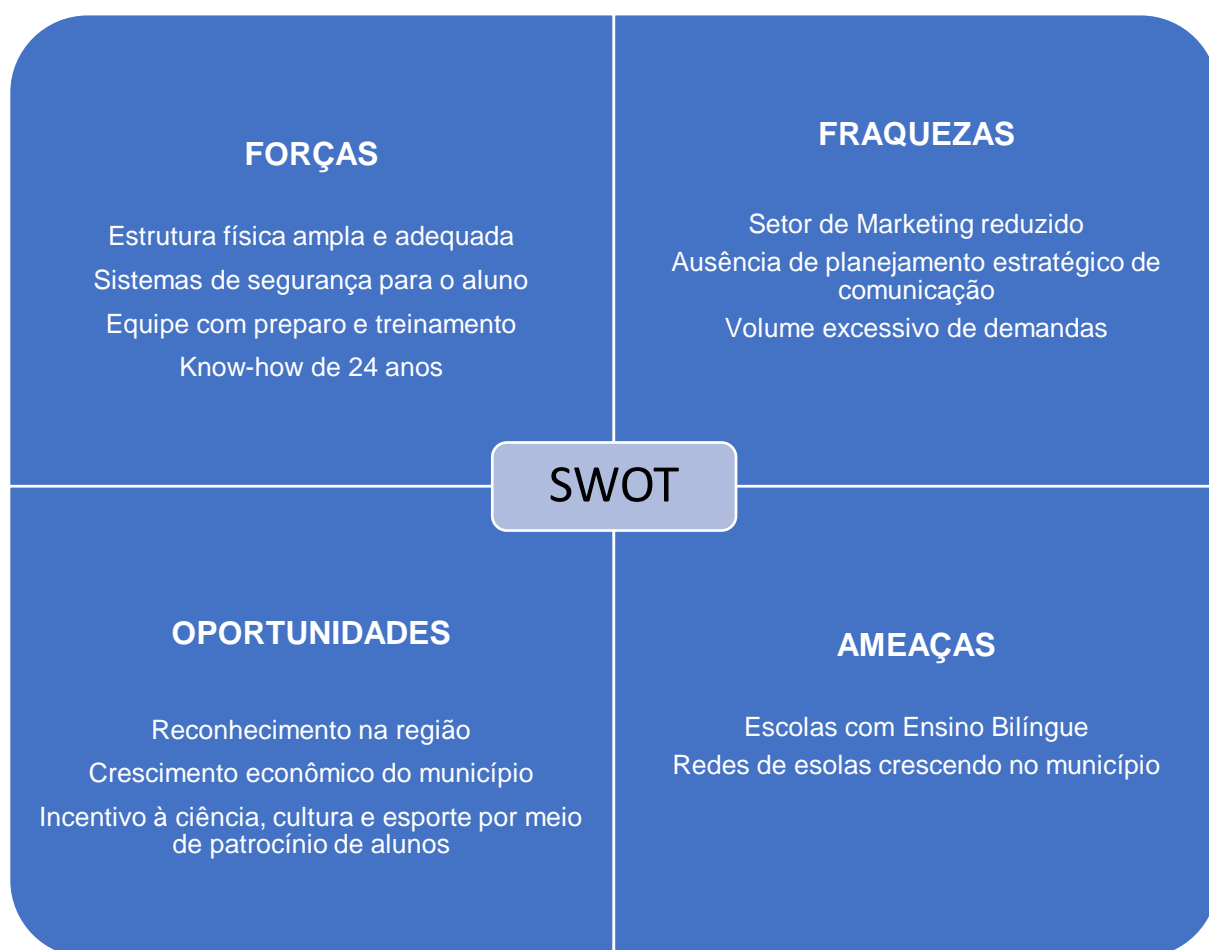 FORÇAS
Estrutura física ampla e adequada
Sistemas de segurança para o aluno
Equipe com preparo e treinamento
Know-how de 24 anos
FRAQUEZAS
Setor de Marketing reduzido
Ausência de planejamento estratégico de
comunicação
Volume excessivo de demandas
SWOT
OPORTUNIDADES
Reconhecimento na região
Crescimento econômico do município
Incentivo à ciência, cultura e esporte por meio
de patrocínio de alunos
AMEAÇAS
Escolas com Ensino Bilíngue
Redes de esolas crescendo no município